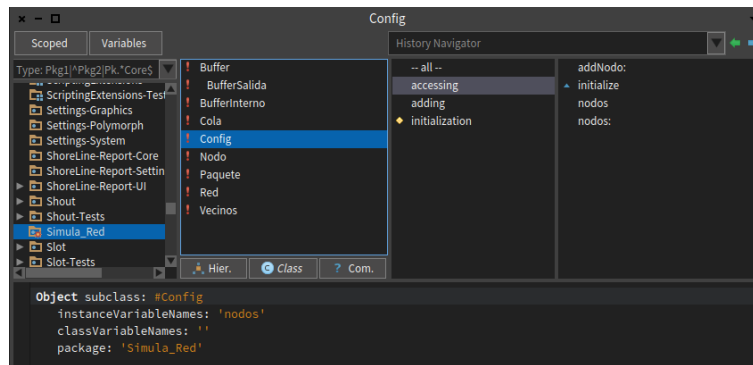 Config
Scoped Variables
History Navigator
Type: Pkg1|^Pkg2|Pk.*Core$
ScriptingExtensions-Test
Settings-Graphics
Settings-Polymorph
Settings-System
ShoreLine-Report-Core
ShoreLine-Report-Settin
ShoreLine-Report-UI
Shout
Shout-Tests
Simula_Red
Slot
Slot-Tests
Buffer
BufferSalida
BufferInterno
Cola
Config
Nodo
Paquete
Red
Vecinos
Hier. Class ? Com.
-- all --
accessing
adding
initialization
addNodo:
initialize
nodos
nodos:
Object subclass: #Config
instanceVariableNames: 'nodos'
classVariableNames: ''
package: 'Simula_Red'